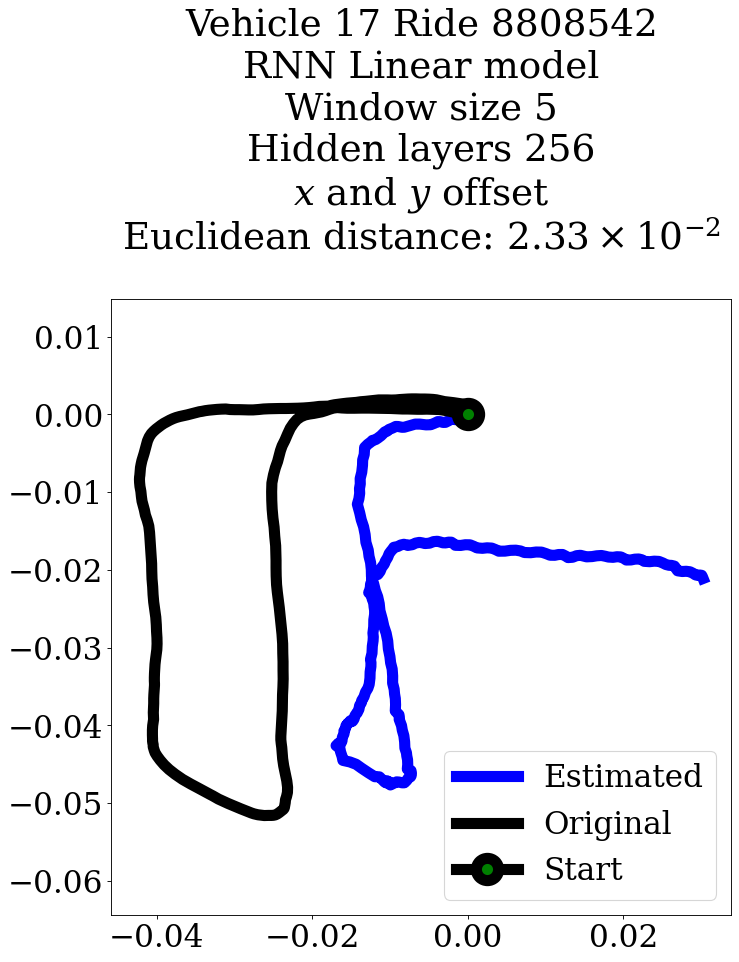 Vehicle 17 Ride 8808542
RNN Linear model
Window size 5
Hidden layers 256
x and y offset
Euclidean distance: 2.33 × 10⁻²
0.01
0.00
−0.01
−0.02
−0.03
−0.04
−0.05
−0.06
Estimated
Original
Start
−0.04 −0.02 0.00 0.02